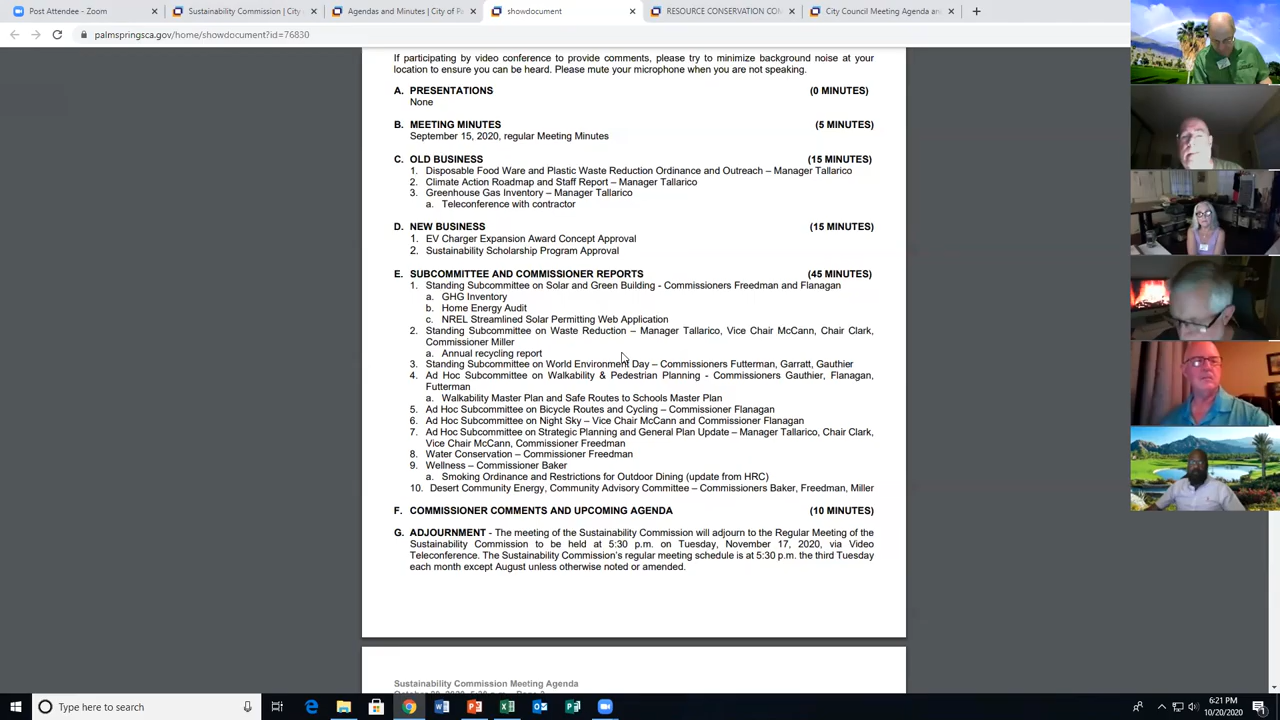 Post Attendee - Zoom
Sustainability Commission | City
Agendas and Minutes | City of Pa
showdocument
RESOURCE CONSERVATION COM
City Council Meeting Agenda an
palmspringsca.gov/home/showdocument?id=76830
If participating by video conference to provide comments, please try to minimize background noise at your
location to ensure you can be heard. Please mute your microphone when you are not speaking.
A. PRESENTATIONS (0 MINUTES)
None
B. MEETING MINUTES (5 MINUTES)
September 15, 2020, regular Meeting Minutes
C. OLD BUSINESS (15 MINUTES)
1. Disposable Food Ware and Plastic Waste Reduction Ordinance and Outreach – Manager Tallarico
2. Climate Action Roadmap and Staff Report – Manager Tallarico
3. Greenhouse Gas Inventory – Manager Tallarico
a. Teleconference with contractor
D. NEW BUSINESS (15 MINUTES)
1. EV Charger Expansion Award Concept Approval
2. Sustainability Scholarship Program Approval
E. SUBCOMMITTEE AND COMMISSIONER REPORTS (45 MINUTES)
1. Standing Subcommittee on Solar and Green Building - Commissioners Freedman and Flanagan
a. GHG Inventory
b. Home Energy Audit
c. NREL Streamlined Solar Permitting Web Application
2. Standing Subcommittee on Waste Reduction – Manager Tallarico, Vice Chair McCann, Chair Clark,
Commissioner Miller
a. Annual recycling report
3. Standing Subcommittee on World Environment Day – Commissioners Futterman, Garratt, Gauthier
4. Ad Hoc Subcommittee on Walkability & Pedestrian Planning - Commissioners Gauthier, Flanagan,
Futterman
a. Walkability Master Plan and Safe Routes to Schools Master Plan
5. Ad Hoc Subcommittee on Bicycle Routes and Cycling – Commissioner Flanagan
6. Ad Hoc Subcommittee on Night Sky – Vice Chair McCann and Commissioner Flanagan
7. Ad Hoc Subcommittee on Strategic Planning and General Plan Update – Manager Tallarico, Chair Clark,
Vice Chair McCann, Commissioner Freedman
8. Water Conservation – Commissioner Freedman
9. Wellness – Commissioner Baker
a. Smoking Ordinance and Restrictions for Outdoor Dining (update from HRC)
10. Desert Community Energy, Community Advisory Committee – Commissioners Baker, Freedman, Miller
F. COMMISSIONER COMMENTS AND UPCOMING AGENDA (10 MINUTES)
G. ADJOURNMENT - The meeting of the Sustainability Commission will adjourn to the Regular Meeting of the
Sustainability Commission to be held at 5:30 p.m. on Tuesday, November 17, 2020, via Video
Teleconference. The Sustainability Commission's regular meeting schedule is at 5:30 p.m. the third Tuesday
each month except August unless otherwise noted or amended.
Sustainability Commission Meeting Agenda
Type here to search
6:21 PM
10/20/2020